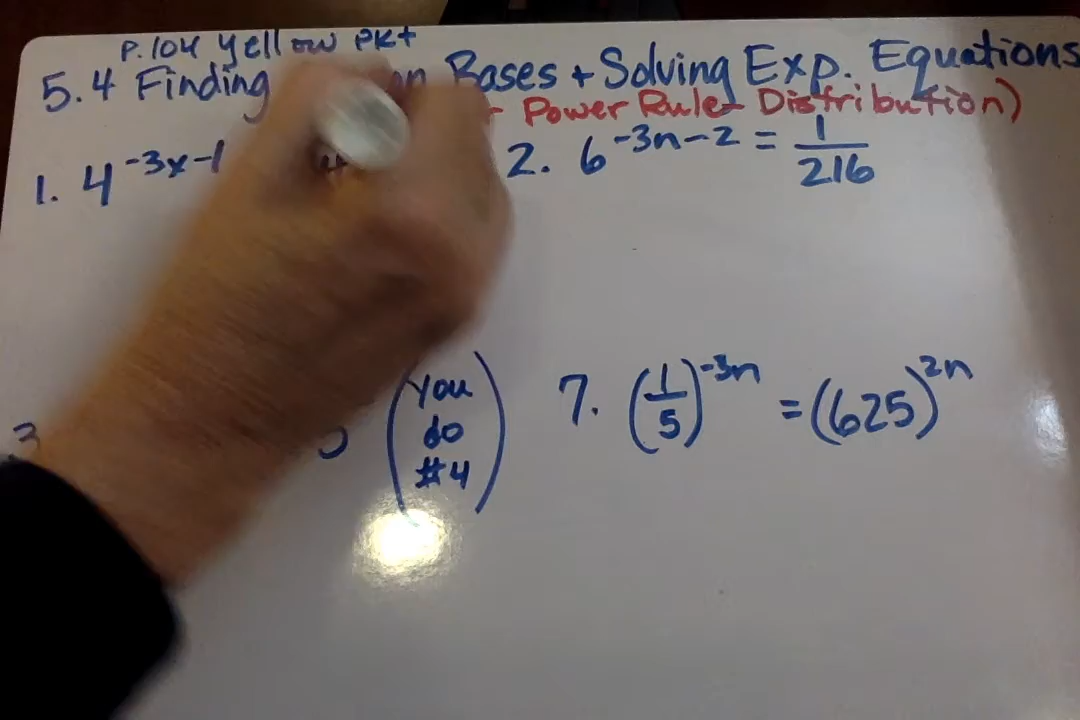 P. 104 Yellow PKt
5.4 Finding Bases + Solving Exp. Equations
- Power Rule - Distribution)
1. 4^-3x-1
2. 6^-3n-2 = 1/216
3
(You
do
#4)
7. (1/5)^-3n = (625)^2n